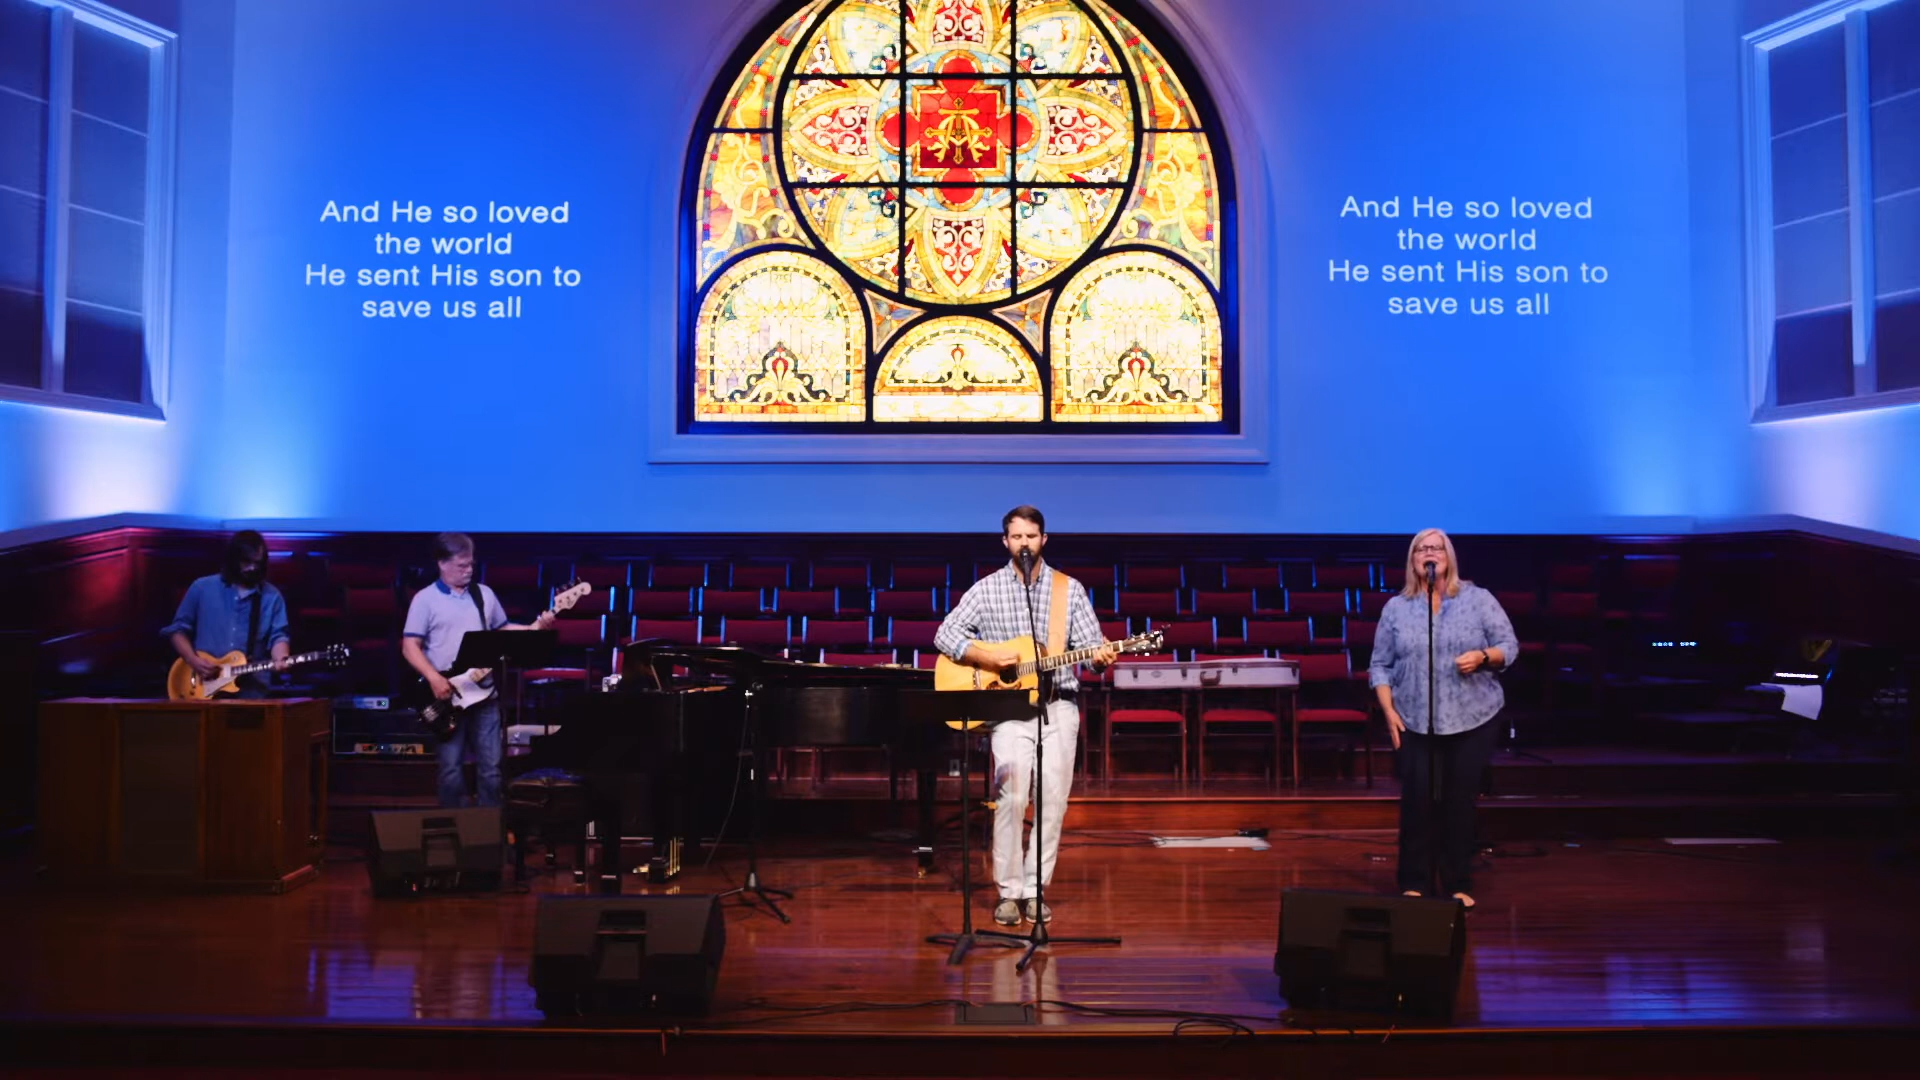 And He so loved
the world
He sent His son to
save us all
And He so loved
the world
He sent His son to
save us all